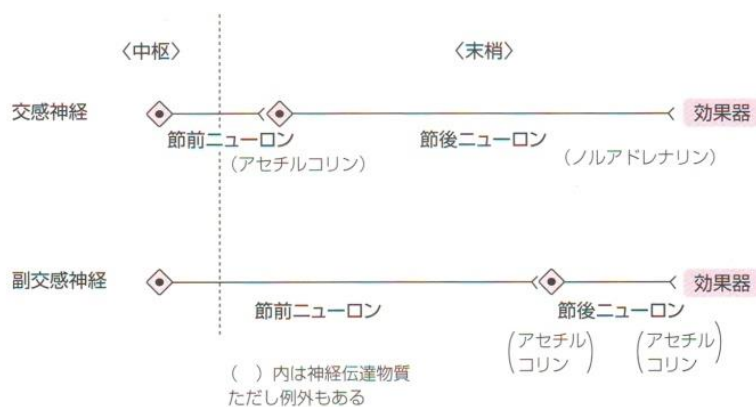 〈中枢〉 〈末梢〉
交感神経 効果器
節前ニューロン 節後ニューロン
(アセチルコリン) (ノルアドレナリン)
副交感神経 効果器
節前ニューロン 節後ニューロン
(アセチル (アセチル
コリン) コリン)
( )内は神経伝達物質
ただし例外もある